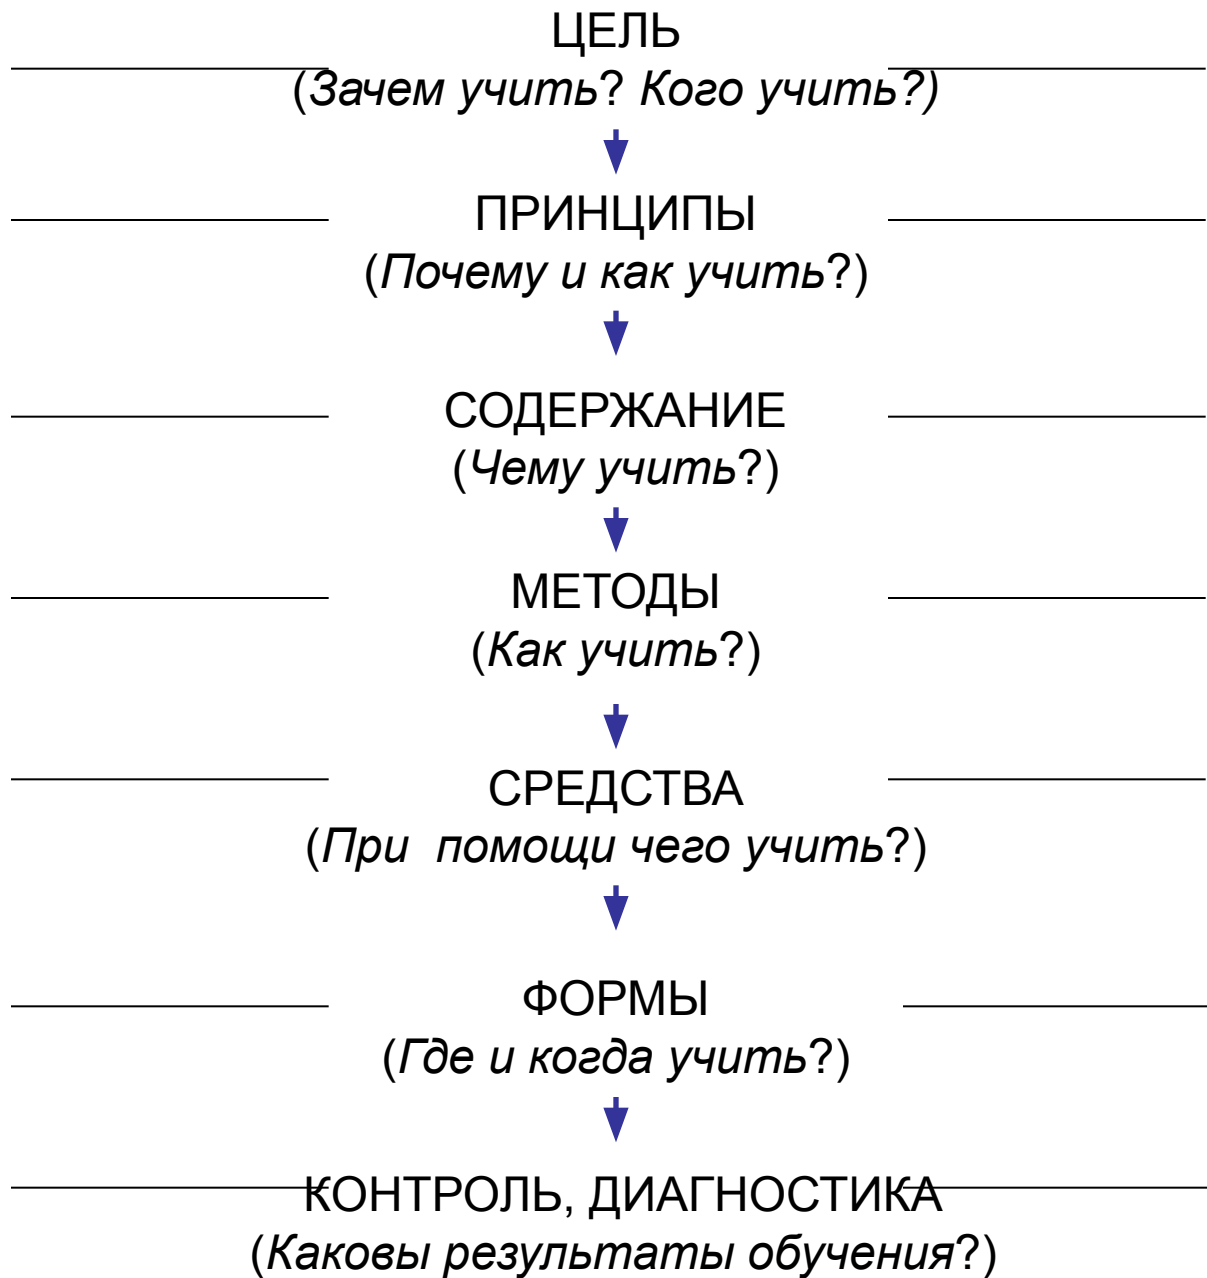 ЦЕЛЬ
(Зачем учить? Кого учить?)
ПРИНЦИПЫ
(Почему и как учить?)
СОДЕРЖАНИЕ
(Чему учить?)
МЕТОДЫ
(Как учить?)
СРЕДСТВА
(При  помощи чего учить?)
ФОРМЫ
(Где и когда учить?)
КОНТРОЛЬ, ДИАГНОСТИКА
(Каковы результаты обучения?)